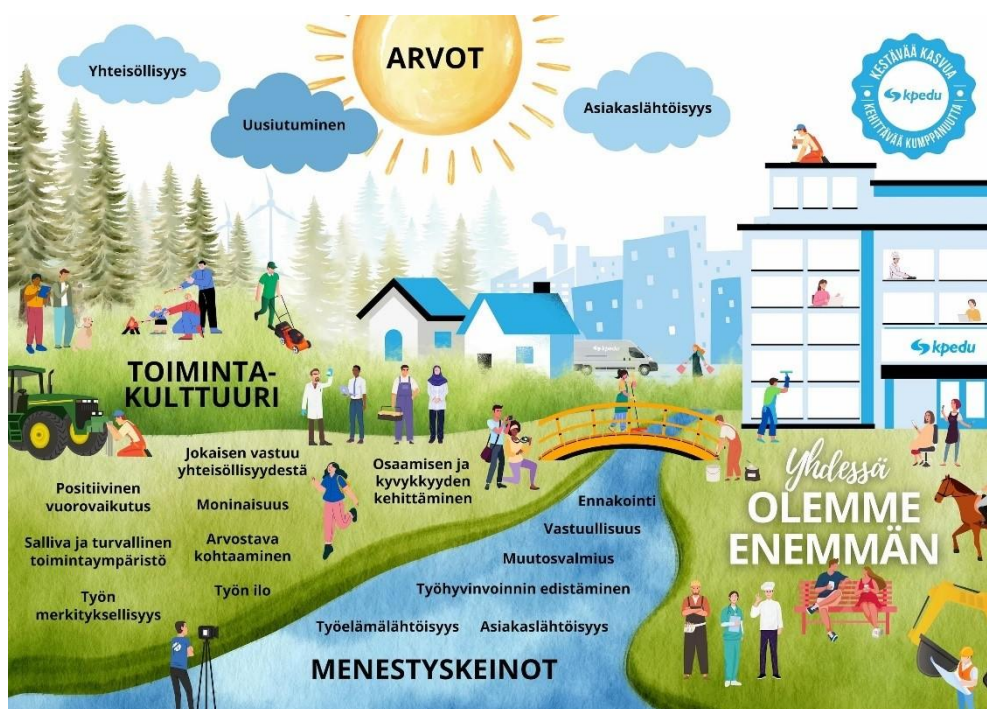 ARVOT
Yhteisöllisyys
Uusiutuminen
Asiakaslähtöisyys
KESTÄVÄÄ KASVUA
kpedu
KEHITTÄVÄÄ KUMPPANUUTTA
kpedu
kpedu
TOIMINTA-
KULTTUURI
Jokaisen vastuu
yhteisöllisyydestä
Positiivinen
vuorovaikutus
Moninaisuus
Salliva ja turvallinen
toimintaympäristö
Arvostava
kohtaaminen
Työn
merkityksellisyys
Työn ilo
Osaamisen ja
kyvykkyyden
kehittäminen
Ennakointi
Vastuullisuus
Muutosvalmius
Työhyvinvoinnin edistäminen
Työelämälähtöisyys
Asiakaslähtöisyys
MENESTYSKEINOT
Yhdessä
OLEMME
ENEMMÄN